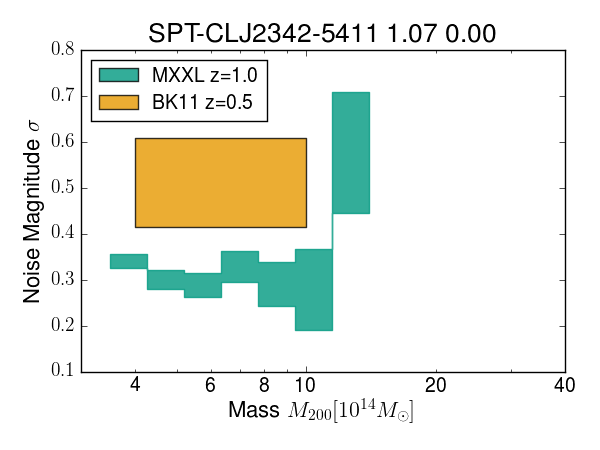 SPT-CLJ2342-5411 1.07 0.00
MXXL z=1.0
BK11 z=0.5
Noise Magnitude σ
0.8
0.7
0.6
0.5
0.4
0.3
0.2
0.1
4 6 8 10 20 40
Mass M₂₀₀[10¹⁴M☉]